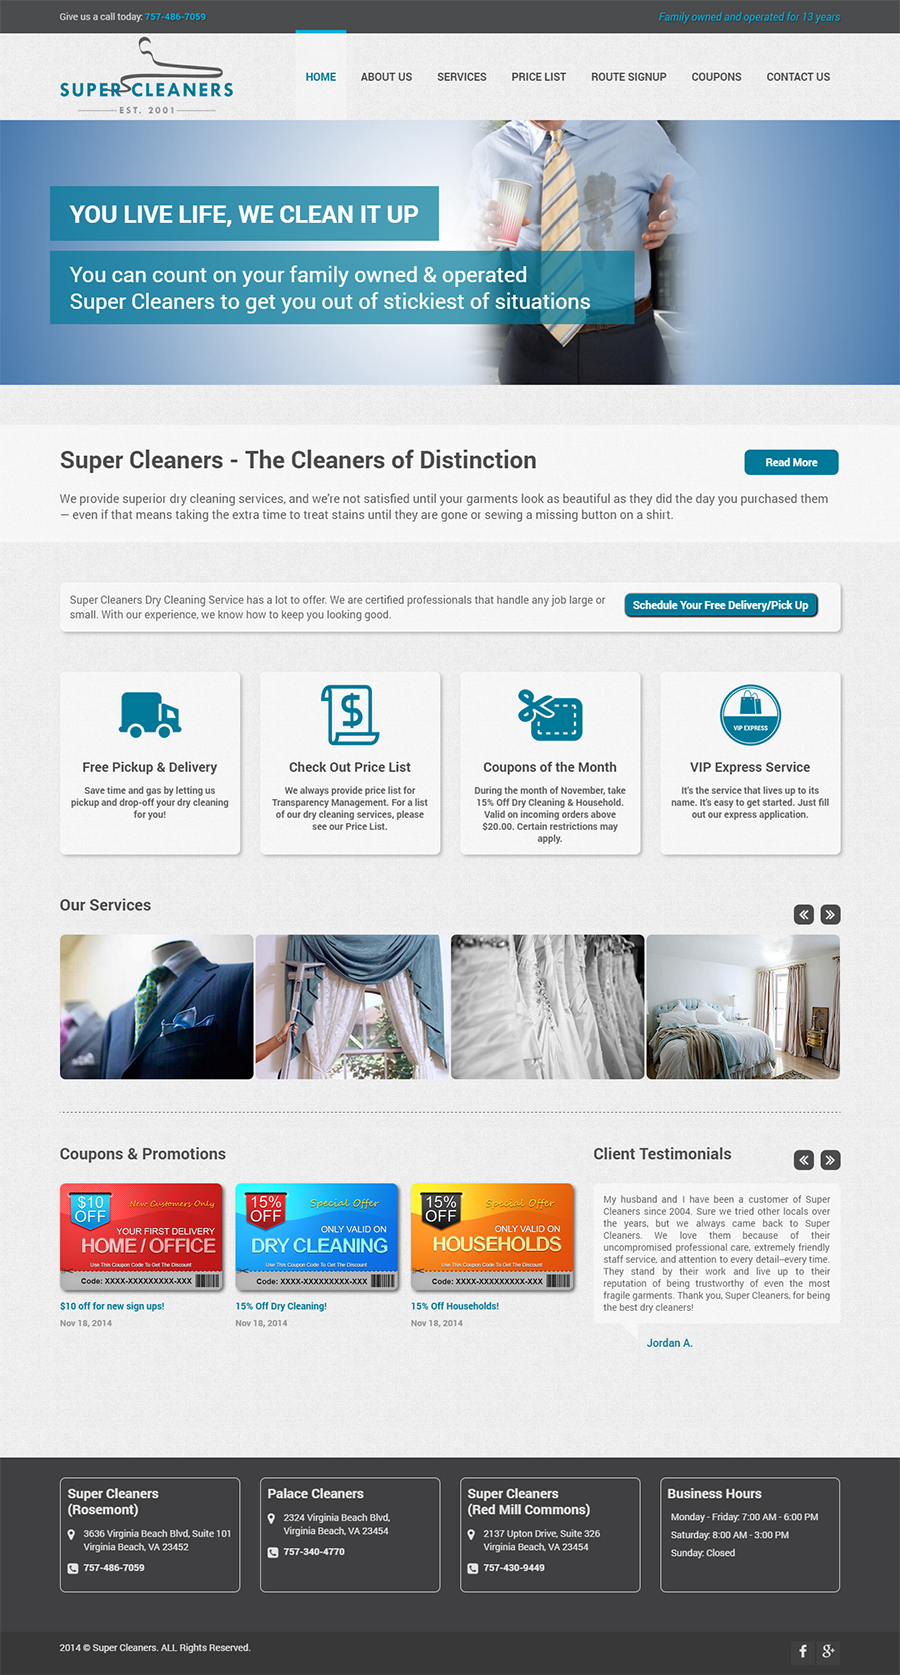 Give us a call today: 757-486-7059
Family owned and operated for 13 years
SUPER CLEANERS
EST. 2001
HOME
ABOUT US
SERVICES
PRICE LIST
ROUTE SIGNUP
COUPONS
CONTACT US
YOU LIVE LIFE, WE CLEAN IT UP
You can count on your family owned & operated
Super Cleaners to get you out of stickiest of situations
Super Cleaners - The Cleaners of Distinction
Read More
We provide superior dry cleaning services, and we're not satisfied until your garments look as beautiful as they did the day you purchased them
— even if that means taking the extra time to treat stains until they are gone or sewing a missing button on a shirt.
Super Cleaners Dry Cleaning Service has a lot to offer. We are certified professionals that handle any job large or
small. With our experience, we know how to keep you looking good.
Schedule Your Free Delivery/Pick Up
Free Pickup & Delivery
Save time and gas by letting us
pickup and drop-off your dry cleaning
for you!
$
Check Out Price List
We always provide price list for
Transparency Management. For a list
of our dry cleaning services, please
see our Price List.
Coupons of the Month
During the month of November, take
15% Off Dry Cleaning & Household.
Valid on incoming orders above
$20.00. Certain restrictions may
apply.
VIP EXPRESS
VIP Express Service
It's the service that lives up to its
name. It's easy to get started. Just fill
out our express application.
Our Services
Coupons & Promotions
$10
OFF
New Customers Only
YOUR FIRST DELIVERY
HOME / OFFICE
Use This Coupon Code To Get The Discount
Code: XXXX-XXXXXXXXX-XXX
$10 off for new sign ups!
Nov 18, 2014
15%
OFF
Special Offer
ONLY VALID ON
DRY CLEANING
Use This Coupon Code To Get The Discount
Code: XXXX-XXXXXXXXX-XXX
15% Off Dry Cleaning!
Nov 18, 2014
15%
OFF
Special Offer
ONLY VALID ON
HOUSEHOLDS
Use This Coupon Code To Get The Discount
Code: XXXX-XXXXXXXXX-XXX
15% Off Households!
Nov 18, 2014
Client Testimonials
My husband and I have been a customer of Super
Cleaners since 2004. Sure we tried other locals over
the years, but we always came back to Super
Cleaners. We love them because of their
uncompromised professional care, extremely friendly
staff service, and attention to every detail–every time.
They stand by their work and live up to their
reputation of being trustworthy of even the most
fragile garments. Thank you, Super Cleaners, for being
the best dry cleaners!
Jordan A.
Super Cleaners
(Rosemont)
3636 Virginia Beach Blvd, Suite 101
Virginia Beach, VA 23452
757-486-7059
Palace Cleaners
2324 Virginia Beach Blvd,
Virginia Beach, VA 23454
757-340-4770
Super Cleaners
(Red Mill Commons)
2137 Upton Drive, Suite 326
Virginia Beach, VA 23454
757-430-9449
Business Hours
Monday - Friday: 7:00 AM - 6:00 PM
Saturday: 8:00 AM - 3:00 PM
Sunday: Closed
2014 © Super Cleaners. ALL Rights Reserved.
f
g+